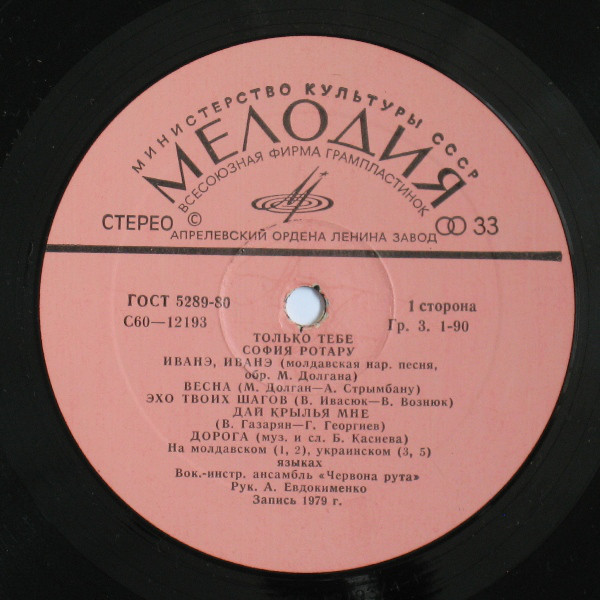 МИНИСТЕРСТВО КУЛЬТУРЫ СССР
МЕЛОДИЯ
ВСЕСОЮЗНАЯ ФИРМА ГРАМПЛАСТИНОК
СТЕРЕО © 33
АПРЕЛЕВСКИЙ ОРДЕНА ЛЕНИНА ЗАВОД
ГОСТ 5289-80 1 сторона
С60—12193 Гр. 3. 1-90
ТОЛЬКО ТЕБЕ
СОФИЯ РОТАРУ
ИВАНЭ, ИВАНЭ (молдавская нар. песня,
обр. М. Долгана)
ВЕСНА (М. Долган—А. Стрымбану)
ЭХО ТВОИХ ШАГОВ (В. Ивасюк—В. Вознюк)
ДАЙ КРЫЛЬЯ МНЕ
(В. Газарян—Г. Георгиев)
ДОРОГА (муз. и сл. Б. Каснева)
На молдавском (1, 2), украинском (3, 5)
языках
Вок.-инстр. ансамбль «Червона рута»
Рук. А. Евдокименко
Запись 1979 г.